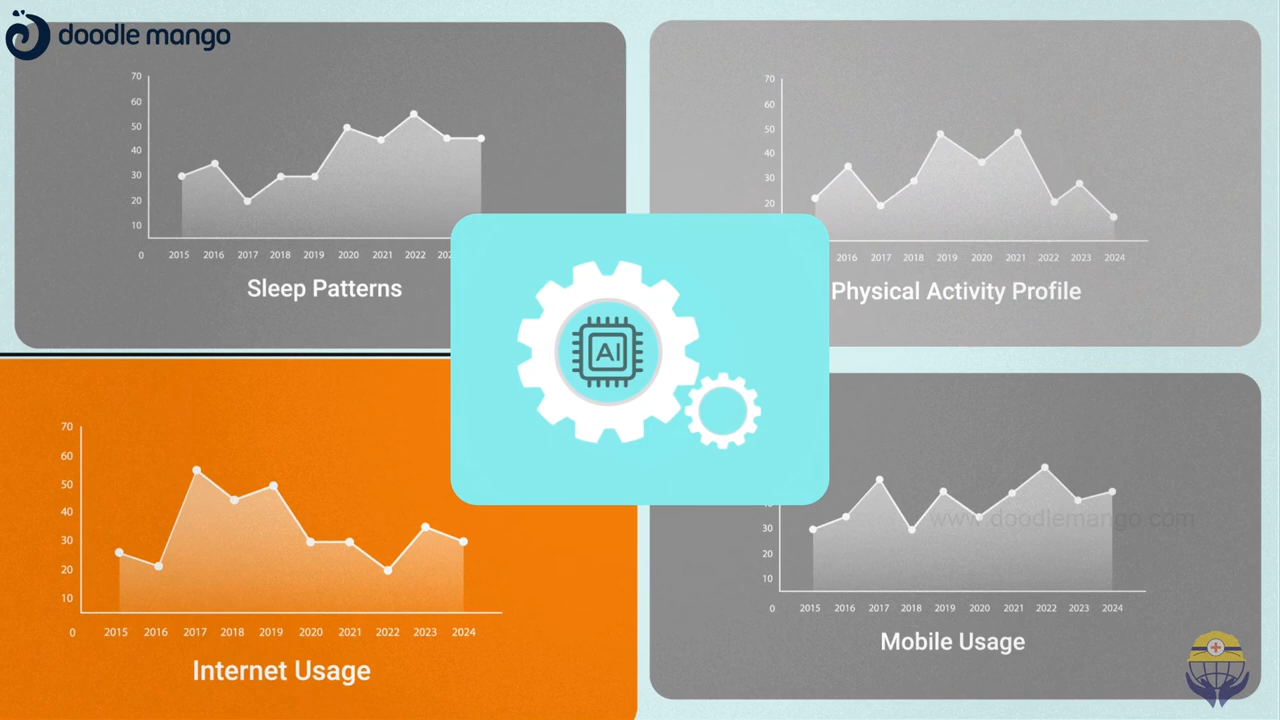 doodle mango
70
60
50
40
30
20
10
0 2015 2016 2017 2018 2019 2020 2021 2022
Sleep Patterns
70
60
50
40
30
20
2016 2017 2018 2019 2020 2021 2022 2023 2024
Physical Activity Profile
AI
70
60
50
40
30
20
10
0 2015 2016 2017 2018 2019 2020 2021 2022 2023 2024
Internet Usage
30
20
10
0 2015 2016 2017 2018 2019 2020 2021 2022 2023 2024
Mobile Usage
www.doodlemango.com